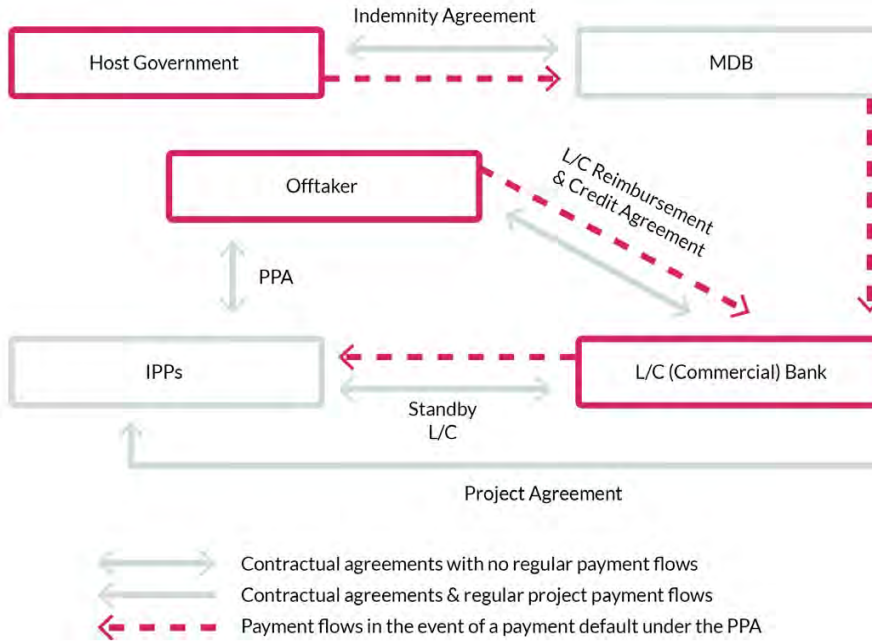 Indemnity Agreement
Host Government
MDB
Offtaker
L/C Reimbursement
& Credit Agreement
PPA
IPPs
L/C (Commercial) Bank
Standby
L/C
Project Agreement
Contractual agreements with no regular payment flows
Contractual agreements & regular project payment flows
Payment flows in the event of a payment default under the PPA